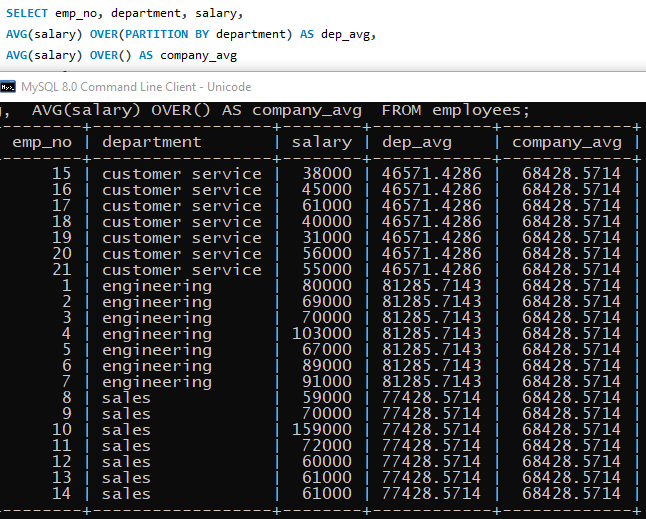 SELECT emp_no, department, salary,
AVG(salary) OVER(PARTITION BY department) AS dep_avg,
AVG(salary) OVER() AS company_avg
MySQL 8.0 Command Line Client - Unicode
, AVG(salary) OVER() AS company_avg  FROM employees;
--------+-------------------+--------+------------+-------------+
emp_no | department       | salary | dep_avg    | company_avg |
--------+-------------------+--------+------------+-------------+
15 | customer service |  38000 | 46571.4286 |  68428.5714 |
16 | customer service |  45000 | 46571.4286 |  68428.5714 |
17 | customer service |  61000 | 46571.4286 |  68428.5714 |
18 | customer service |  40000 | 46571.4286 |  68428.5714 |
19 | customer service |  31000 | 46571.4286 |  68428.5714 |
20 | customer service |  56000 | 46571.4286 |  68428.5714 |
21 | customer service |  55000 | 46571.4286 |  68428.5714 |
1 | engineering      |  80000 | 81285.7143 |  68428.5714 |
2 | engineering      |  69000 | 81285.7143 |  68428.5714 |
3 | engineering      |  70000 | 81285.7143 |  68428.5714 |
4 | engineering      | 103000 | 81285.7143 |  68428.5714 |
5 | engineering      |  67000 | 81285.7143 |  68428.5714 |
6 | engineering      |  89000 | 81285.7143 |  68428.5714 |
7 | engineering      |  91000 | 81285.7143 |  68428.5714 |
8 | sales            |  59000 | 77428.5714 |  68428.5714 |
9 | sales            |  70000 | 77428.5714 |  68428.5714 |
10 | sales            | 159000 | 77428.5714 |  68428.5714 |
11 | sales            |  72000 | 77428.5714 |  68428.5714 |
12 | sales            |  60000 | 77428.5714 |  68428.5714 |
13 | sales            |  61000 | 77428.5714 |  68428.5714 |
14 | sales            |  61000 | 77428.5714 |  68428.5714 |
--------+-------------------+--------+------------+-------------+